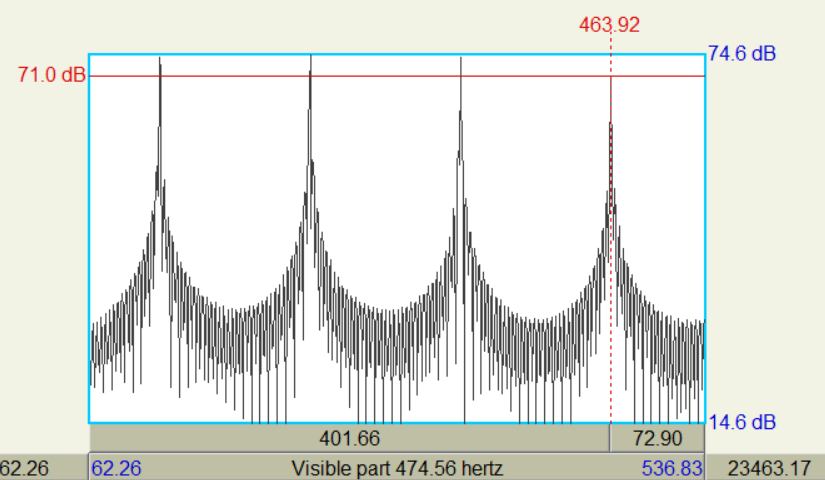 463.92
74.6 dB
71.0 dB
14.6 dB
401.66 72.90
62.26 62.26 Visible part 474.56 hertz 536.83 23463.17